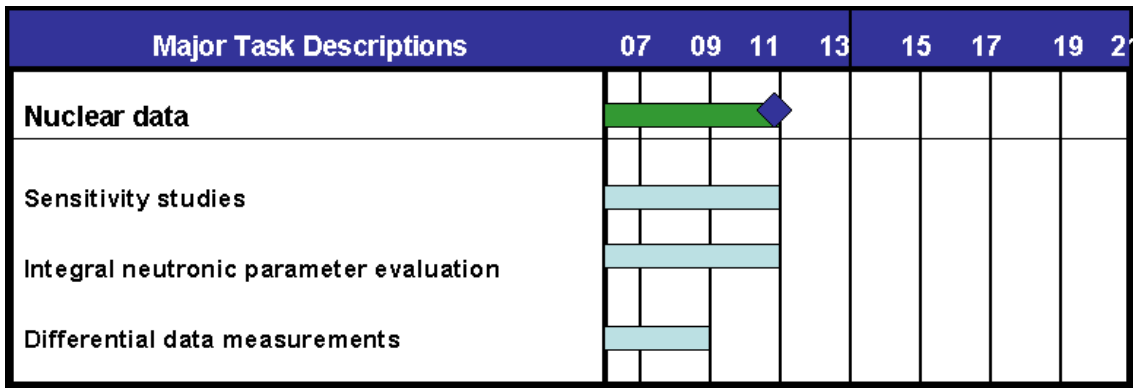 Major Task Descriptions 07 09 11 13 15 17 19 21
Nuclear data
Sensitivity studies
Integral neutronic parameter evaluation
Differential data measurements